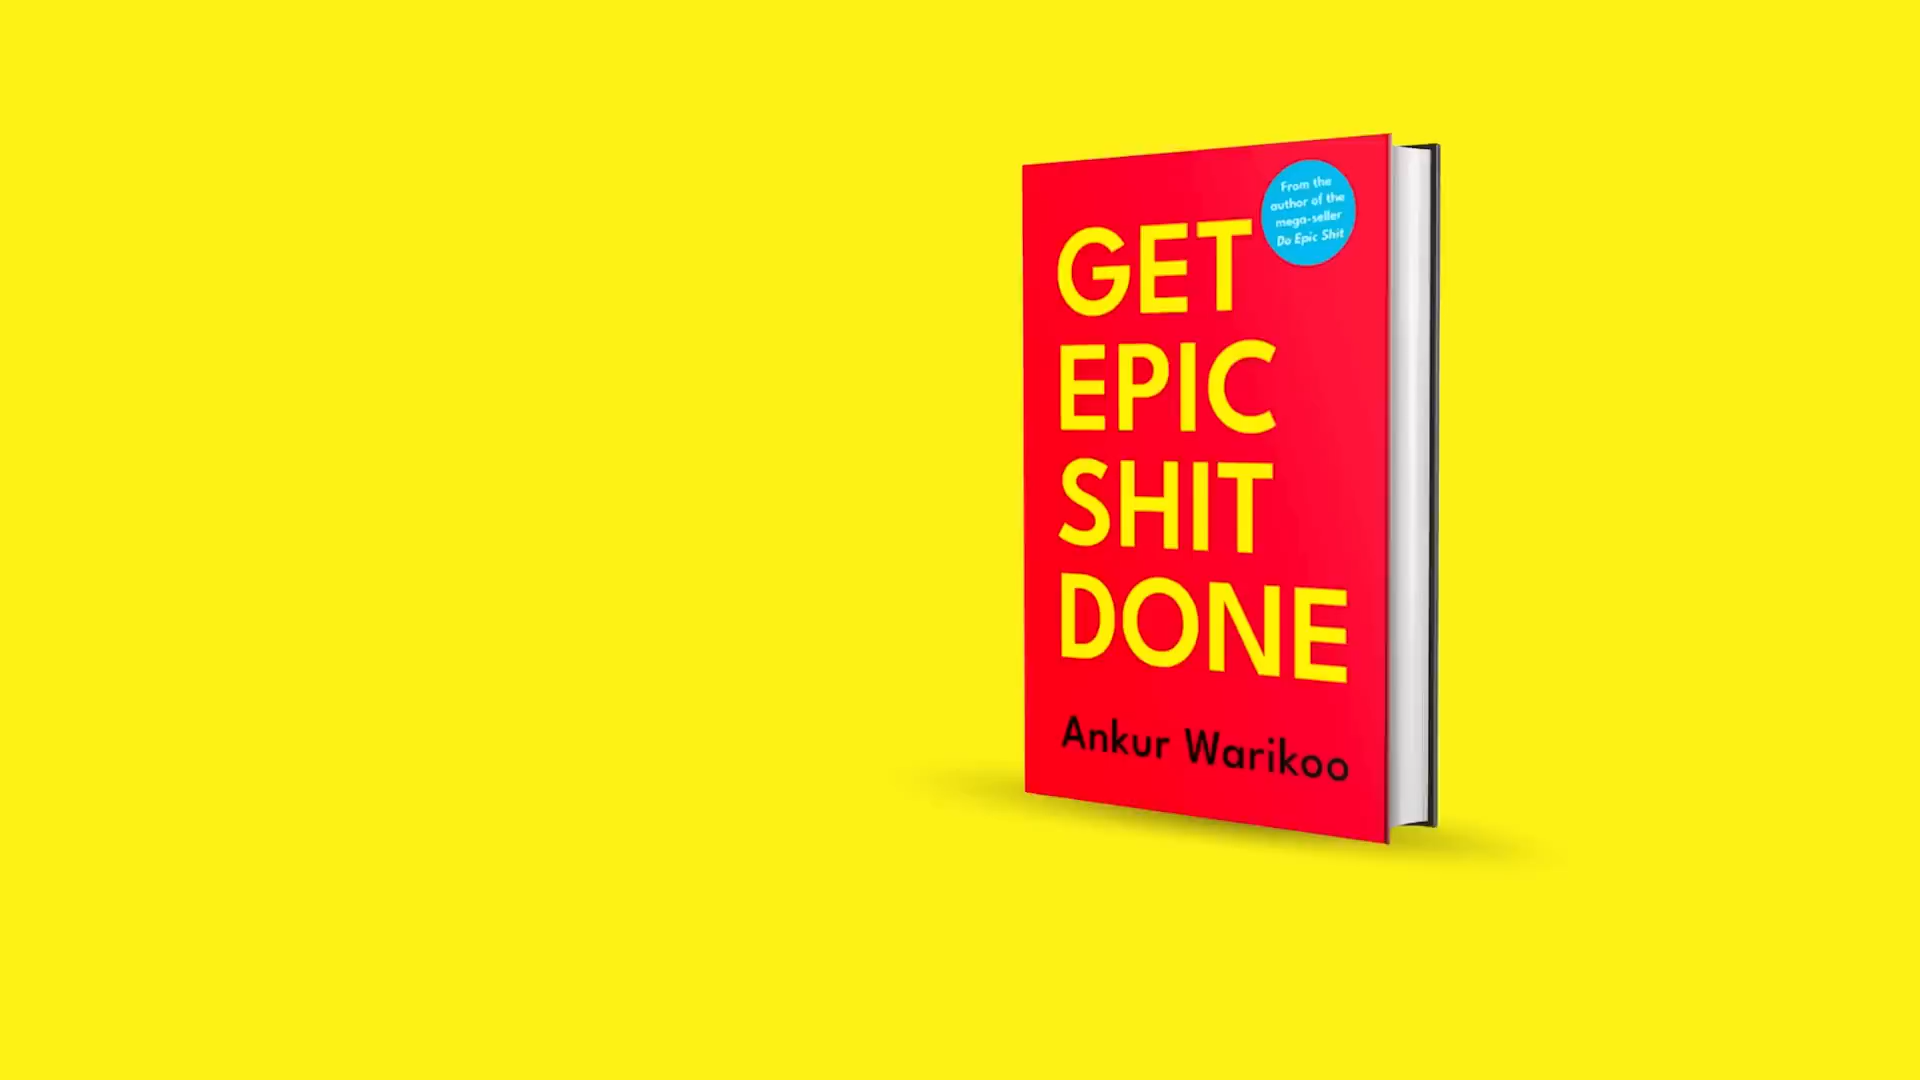 From the
author of the
mega-seller
Do Epic Shit
GET
EPIC
SHIT
DONE
Ankur Warikoo